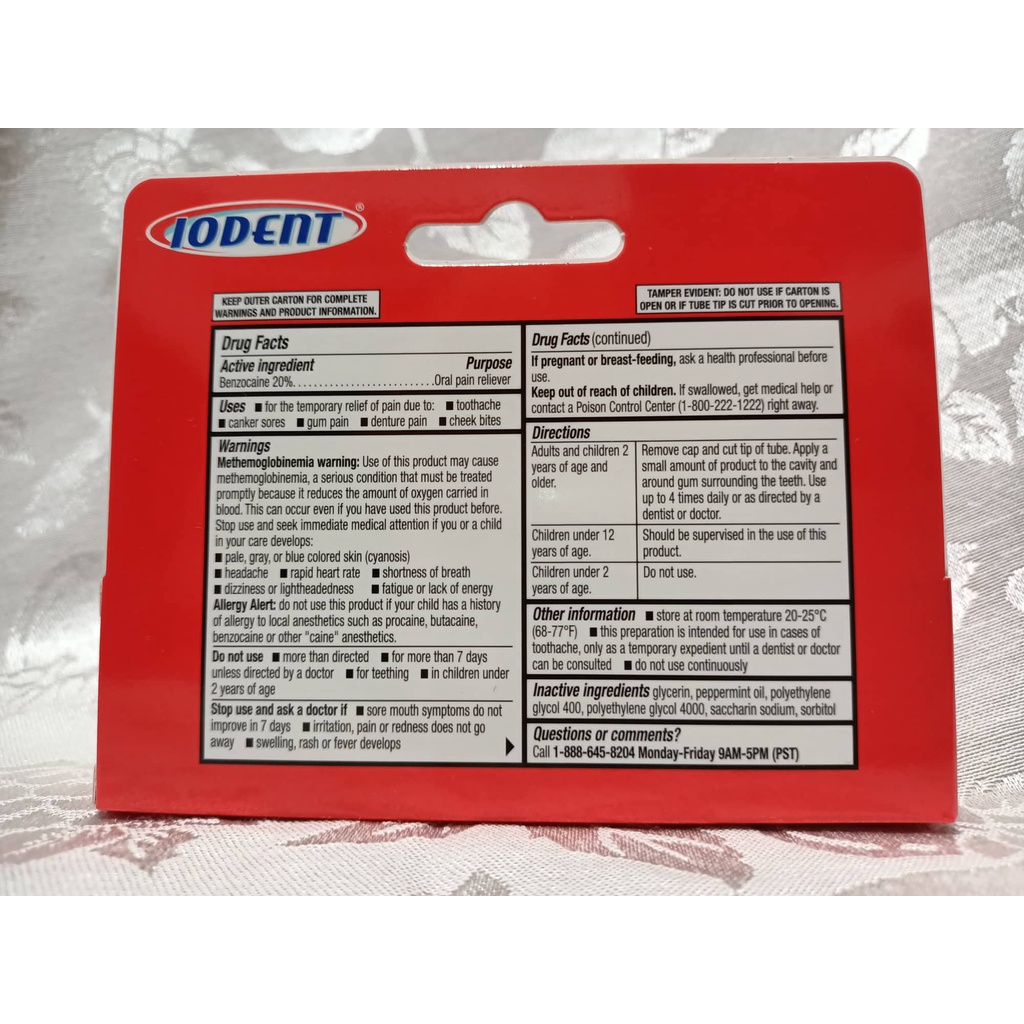 IODENT®
KEEP OUTER CARTON FOR COMPLETE
WARNINGS AND PRODUCT INFORMATION.
TAMPER EVIDENT: DO NOT USE IF CARTON IS
OPEN OR IF TUBE TIP IS CUT PRIOR TO OPENING.
Drug Facts
Active ingredient Purpose
Benzocaine 20%...........................Oral pain reliever
Uses ■ for the temporary relief of pain due to: ■ toothache
■ canker sores ■ gum pain ■ denture pain ■ cheek bites
Warnings
Methemoglobinemia warning: Use of this product may cause
methemoglobinemia, a serious condition that must be treated
promptly because it reduces the amount of oxygen carried in
blood. This can occur even if you have used this product before.
Stop use and seek immediate medical attention if you or a child
in your care develops:
■ pale, gray, or blue colored skin (cyanosis)
■ headache ■ rapid heart rate ■ shortness of breath
■ dizziness or lightheadedness ■ fatigue or lack of energy
Allergy Alert: do not use this product if your child has a history
of allergy to local anesthetics such as procaine, butacaine,
benzocaine or other "caine" anesthetics.
Do not use ■ more than directed ■ for more than 7 days
unless directed by a doctor ■ for teething ■ in children under
2 years of age
Stop use and ask a doctor if ■ sore mouth symptoms do not
improve in 7 days ■ irritation, pain or redness does not go
away ■ swelling, rash or fever develops
Drug Facts (continued)
If pregnant or breast-feeding, ask a health professional before
use.
Keep out of reach of children. If swallowed, get medical help or
contact a Poison Control Center (1-800-222-1222) right away.
Directions
Adults and children 2
years of age and
older.
Remove cap and cut tip of tube. Apply a
small amount of product to the cavity and
around gum surrounding the teeth. Use
up to 4 times daily or as directed by a
dentist or doctor.
Children under 12
years of age.
Should be supervised in the use of this
product.
Children under 2
years of age.
Do not use.
Other information ■ store at room temperature 20-25°C
(68-77°F) ■ this preparation is intended for use in cases of
toothache, only as a temporary expedient until a dentist or doctor
can be consulted ■ do not use continuously
Inactive ingredients glycerin, peppermint oil, polyethylene
glycol 400, polyethylene glycol 4000, saccharin sodium, sorbitol
Questions or comments?
Call 1-888-645-8204 Monday-Friday 9AM-5PM (PST)